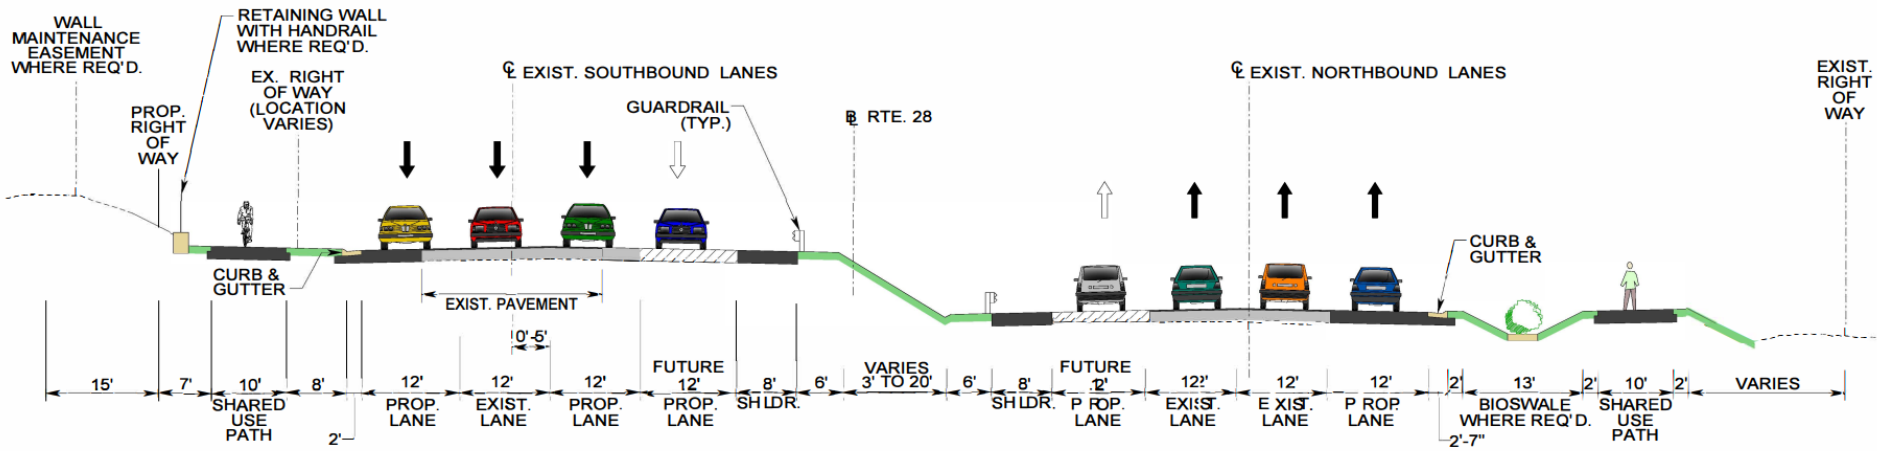 WALL
MAINTENANCE
EASEMENT
WHERE REQ'D.
RETAINING WALL
WITH HANDRAIL
WHERE REQ'D.
PROP.
RIGHT
OF
WAY
EX. RIGHT
OF WAY
(LOCATION
VARIES)
℄ EXIST. SOUTHBOUND LANES
GUARDRAIL
(TYP.)
B RTE. 28
℄ EXIST. NORTHBOUND LANES
EXIST.
RIGHT
OF
WAY
CURB &
GUTTER
EXIST. PAVEMENT
0'-5'
CURB &
GUTTER
15'
7'
10'
SHARED
USE
PATH
8'
2'
12'
PROP.
LANE
12'
EXIST.
LANE
12'
PROP.
LANE
FUTURE
12'
PROP.
LANE
8'
SHLDR.
6'
VARIES
3' TO 20'
6'
8'
SHLDR.
FUTURE
12'
PROP.
LANE
12'
EXIST.
LANE
12'
EXIST.
LANE
12'
PROP.
LANE
2'-7"
2'
13'
BIOSWALE
WHERE REQ'D.
2'
10'
SHARED
USE
PATH
2'
VARIES